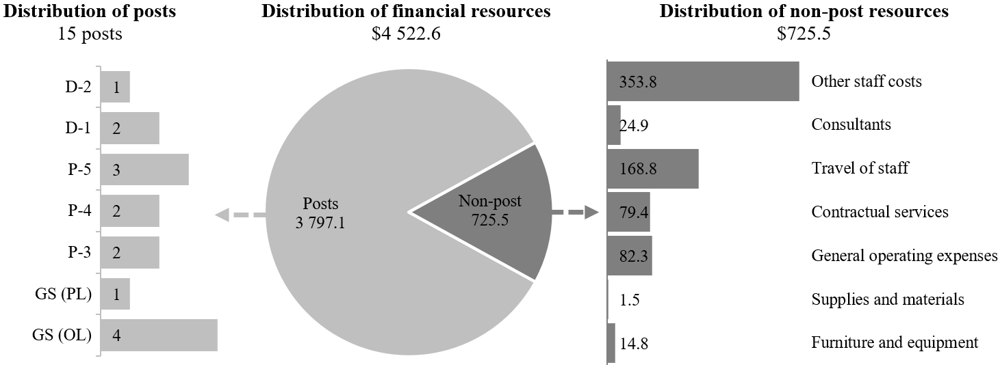 Distribution of posts
15 posts
D-2
1
D-1
2
P-5
3
P-4
2
P-3
2
GS (PL)
1
GS (OL)
4
Distribution of financial resources
$4 522.6
Posts
3 797.1
Non-post
725.5
Distribution of non-post resources
$725.5
353.8 Other staff costs
24.9 Consultants
168.8 Travel of staff
79.4 Contractual services
82.3 General operating expenses
1.5 Supplies and materials
14.8 Furniture and equipment